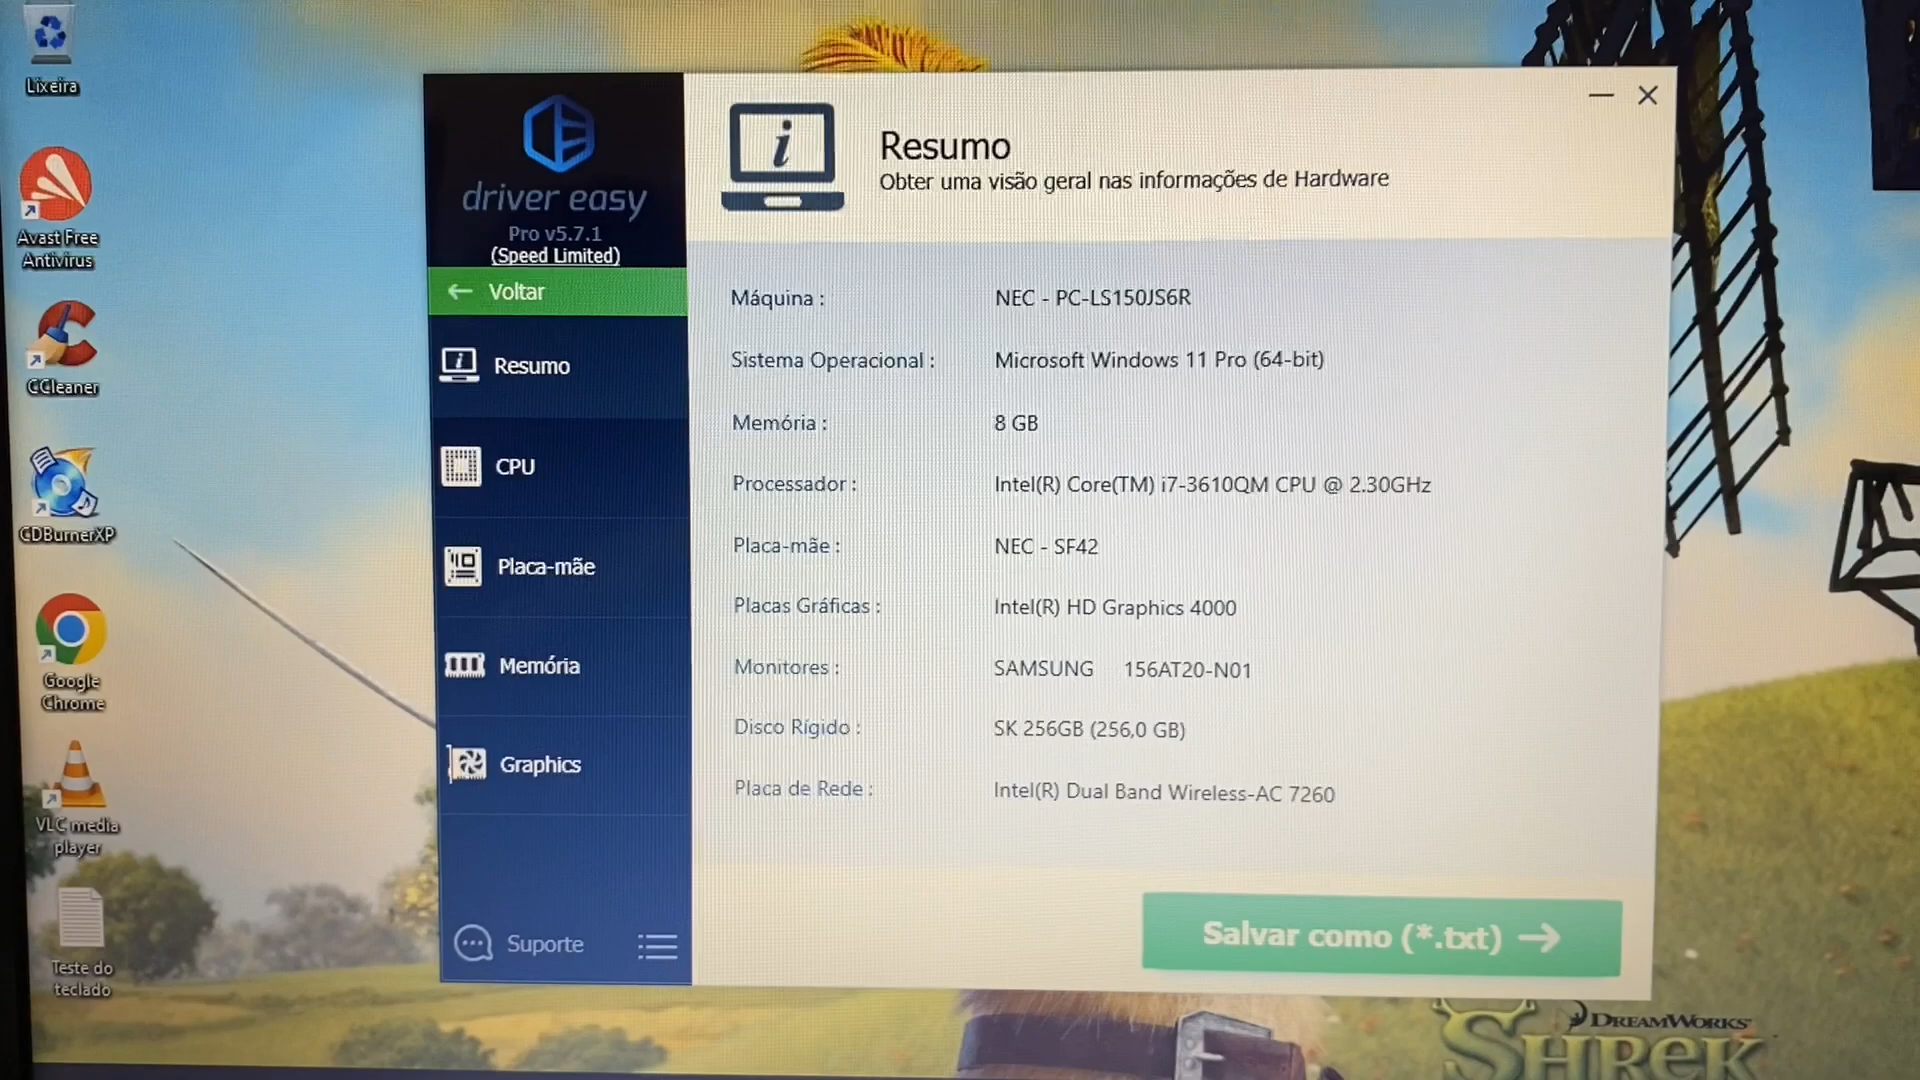 Lixeira
Avast Free
Antivirus
CCleaner
CDBurnerXP
Google
Chrome
VLC media
player
Teste do
teclado
driver easy
Pro v5.7.1
(Speed Limited)
Voltar
Resumo
CPU
Placa-mãe
Memória
Graphics
Suporte
Resumo
Obter uma visão geral nas informações de Hardware
Máquina : NEC - PC-LS150JS6R
Sistema Operacional : Microsoft Windows 11 Pro (64-bit)
Memória : 8 GB
Processador : Intel(R) Core(TM) i7-3610QM CPU @ 2.30GHz
Placa-mãe : NEC - SF42
Placas Gráficas : Intel(R) HD Graphics 4000
Monitores : SAMSUNG 156AT20-N01
Disco Rígido : SK 256GB (256,0 GB)
Placa de Rede : Intel(R) Dual Band Wireless-AC 7260
Salvar como (*.txt)
DREAMWORKS
SHREK